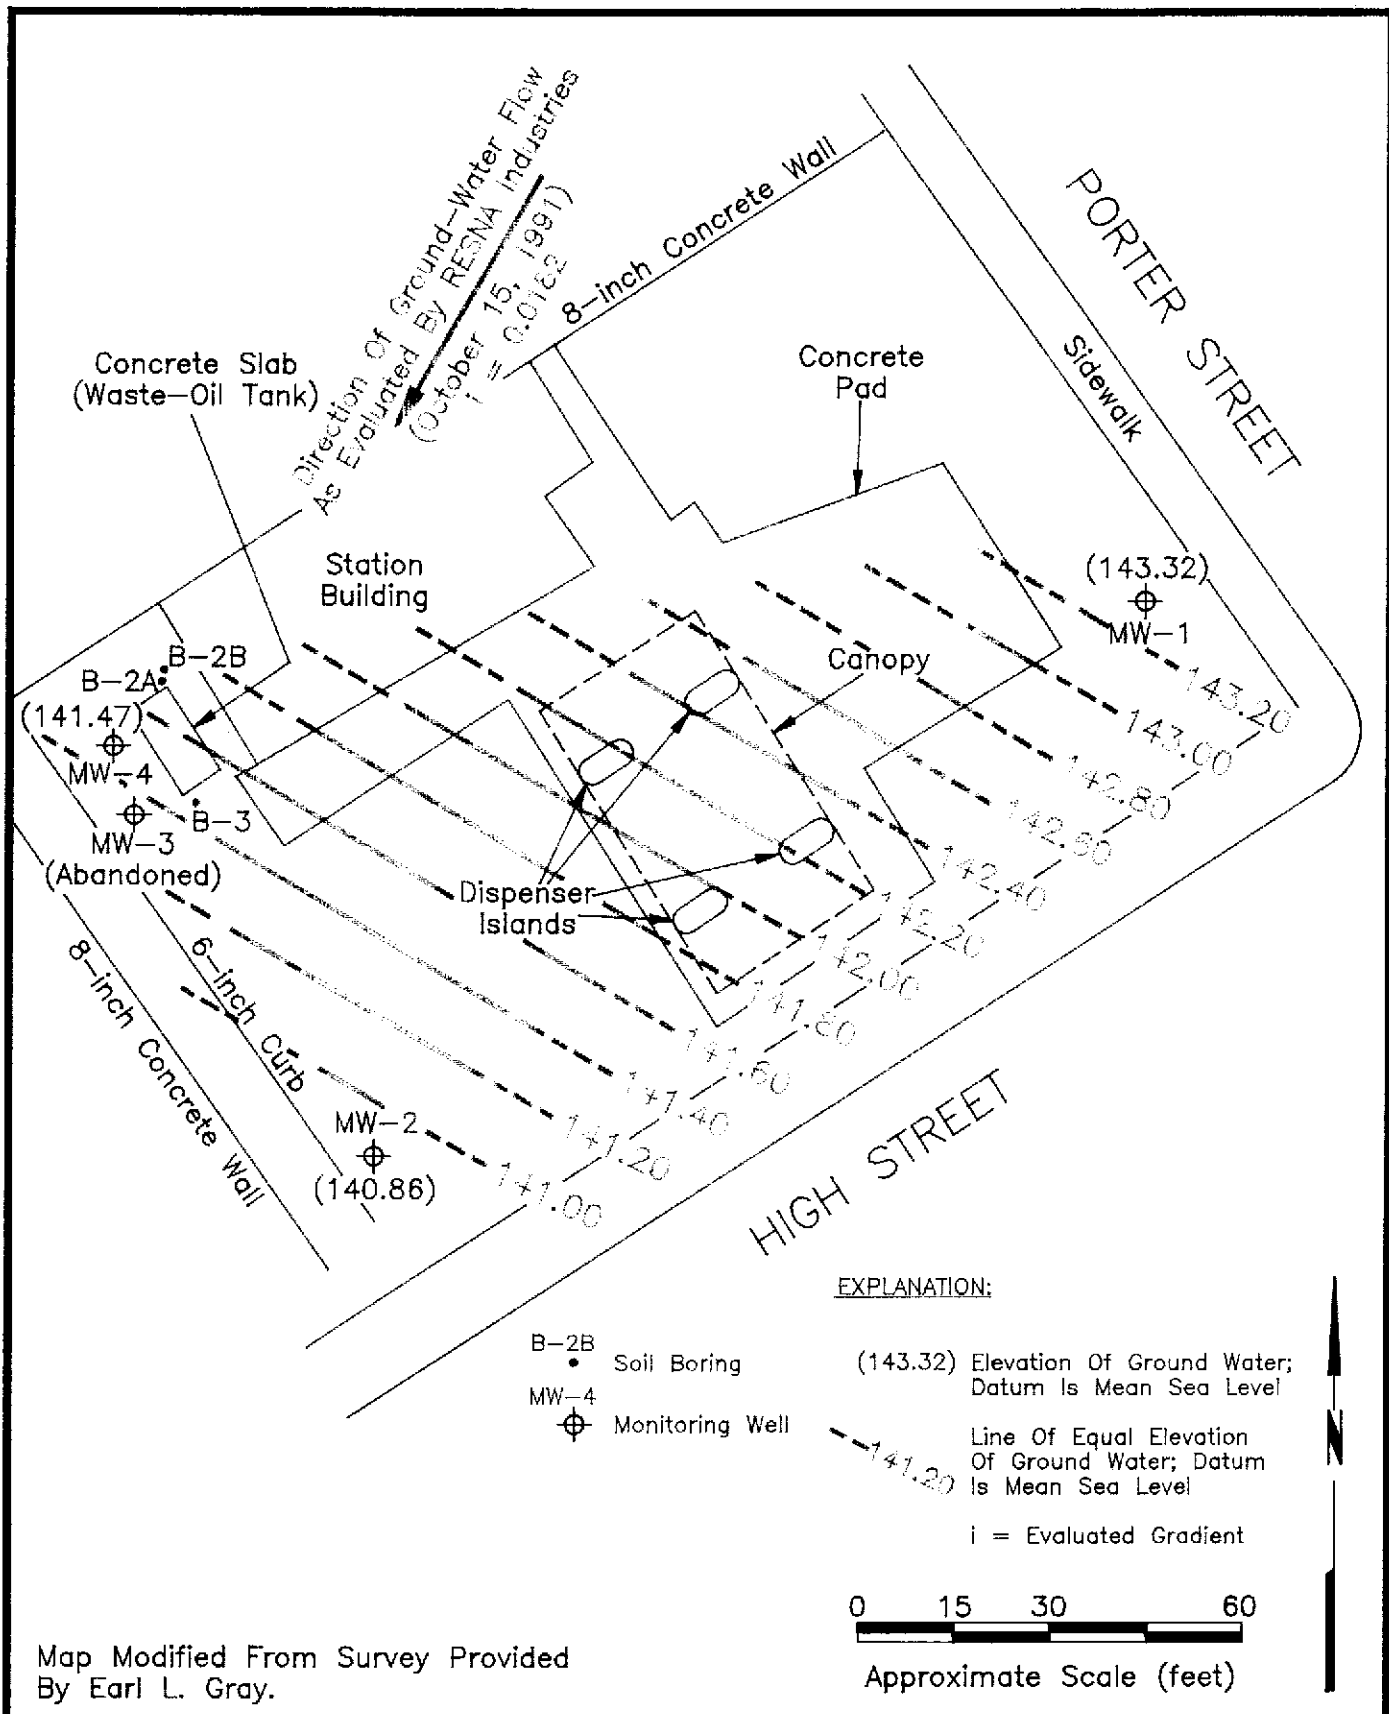 Direction Of Ground-Water Flow
As Evaluated By RESNA Industries
(October 15, 1991)
i = 0.0162
8-inch Concrete Wall
PORTER STREET
Sidewalk
Concrete Slab
(Waste-Oil Tank)
Concrete
Pad
Station
Building
(143.32)
MW-1
Canopy
B-2B
B-2A
(141.47)
MW-4
B-3
MW-3
(Abandoned)
Dispenser
Islands
143.20
143.00
142.80
142.60
142.40
142.20
142.00
141.80
141.60
141.40
141.20
141.00
8-inch Concrete Wall
6-inch Curb
MW-2
(140.86)
HIGH STREET
EXPLANATION:
B-2B
Soil Boring
MW-4
Monitoring Well
(143.32) Elevation Of Ground Water;
Datum Is Mean Sea Level
141.20
Line Of Equal Elevation
Of Ground Water; Datum
Is Mean Sea Level
i = Evaluated Gradient
N
0 15 30 60
Approximate Scale (feet)
Map Modified From Survey Provided
By Earl L. Gray.